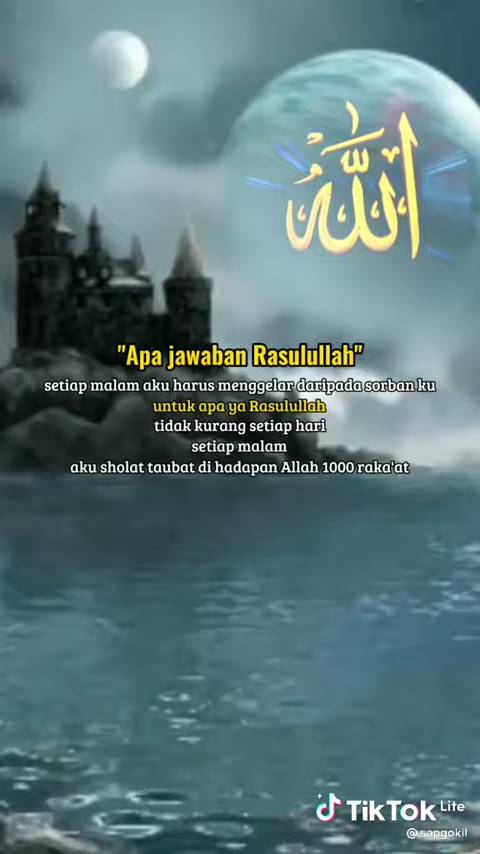 الله
"Apa jawaban Rasulullah"
setiap malam aku harus menggelar daripada sorban ku
untuk apa ya Rasulullah
tidak kurang setiap hari
setiap malam
aku sholat taubat di hadapan Allah 1000 raka'at
TikTok Lite
@sapgokil